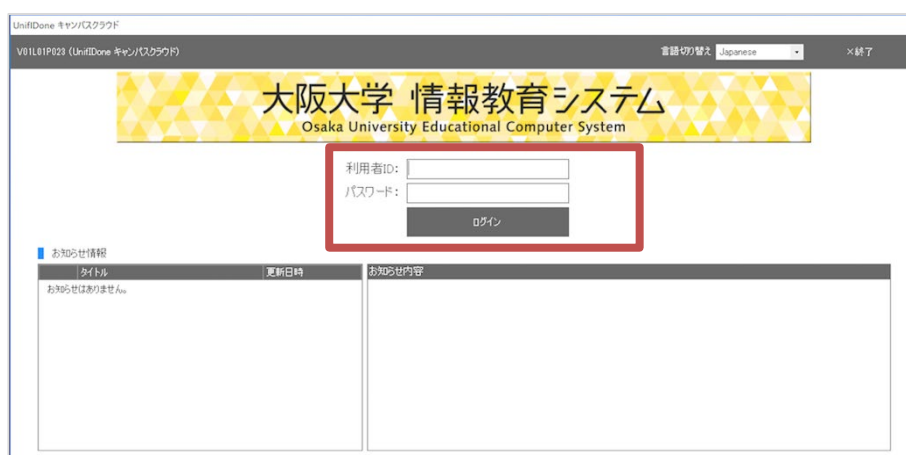 UnifIDone キャンパスクラウド
V01L01P023 (UnifIDone キャンパスクラウド) 言語切り替え Japanese ×終了
大阪大学 情報教育システム
Osaka University Educational Computer System
利用者ID:
パスワード:
ログイン
お知らせ情報
タイトル 更新日時 お知らせ内容
お知らせはありません。